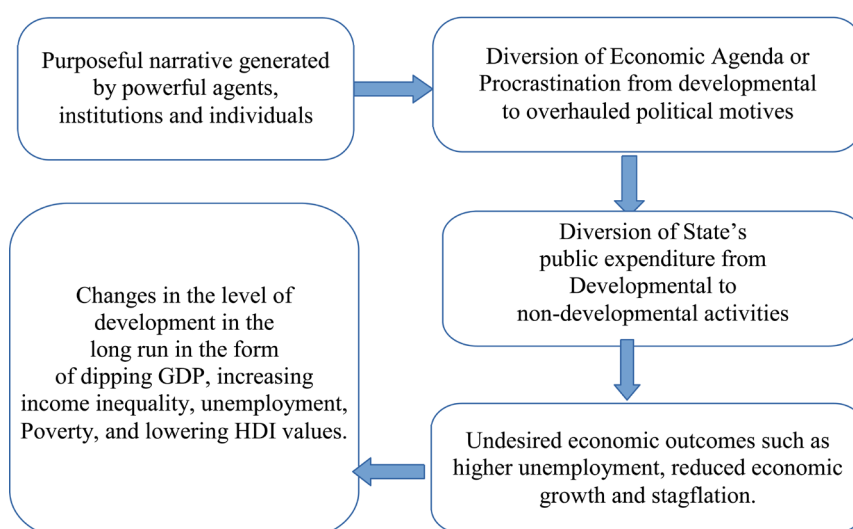 Purposeful narrative generated
by powerful agents,
institutions and individuals
Diversion of Economic Agenda or
Procrastination from developmental
to overhauled political motives
Diversion of State’s
public expenditure from
Developmental to
non-developmental activities
Undesired economic outcomes such as
higher unemployment, reduced economic
growth and stagflation.
Changes in the level of
development in the
long run in the form
of dipping GDP, increasing
income inequality, unemployment,
Poverty, and lowering HDI values.